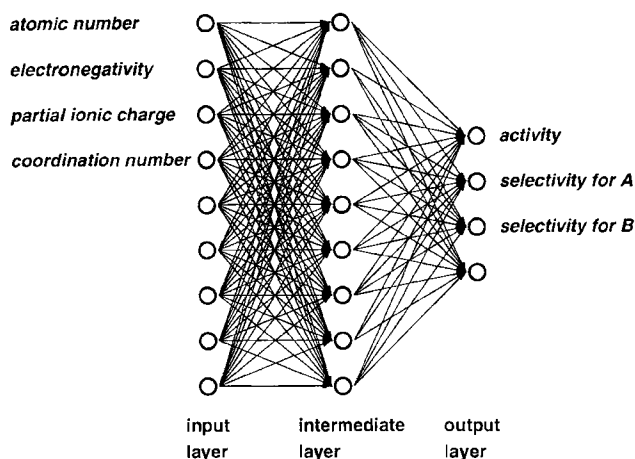 atomic number
electronegativity
partial ionic charge
coordination number
activity
selectivity for A
selectivity for B
input layer
intermediate layer
output layer